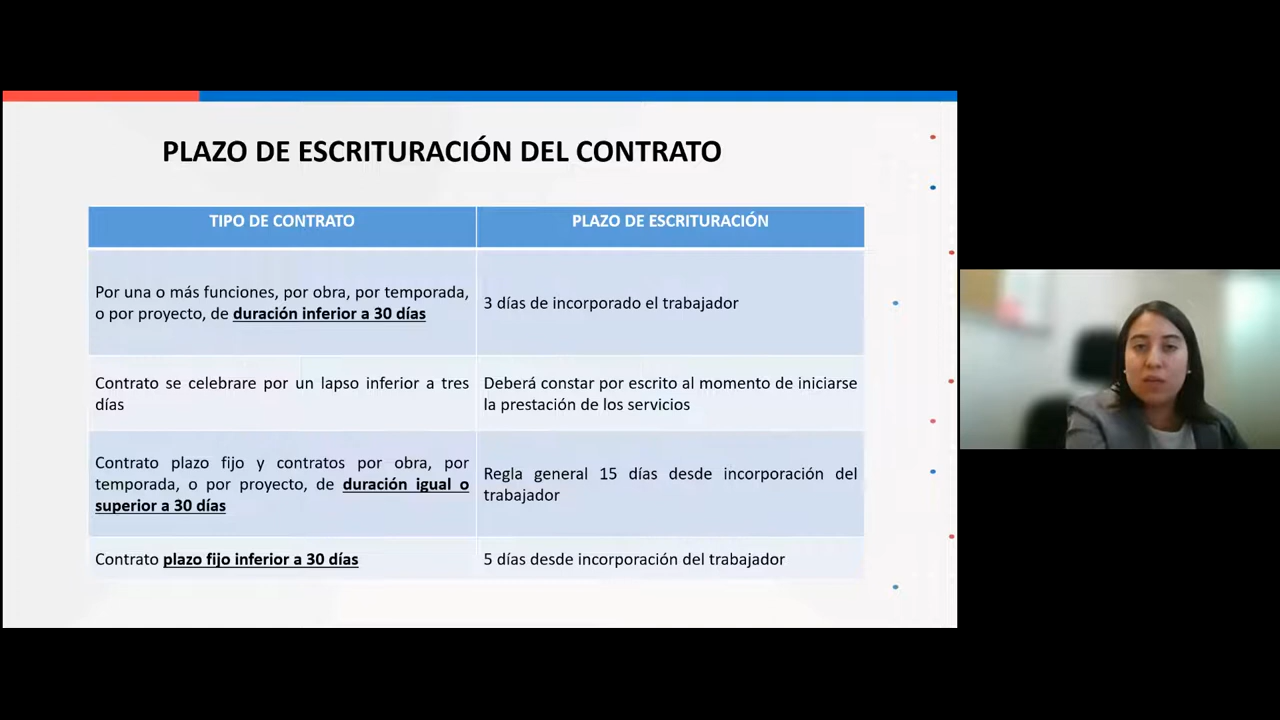 PLAZO DE ESCRITURACIÓN DEL CONTRATO
TIPO DE CONTRATO
PLAZO DE ESCRITURACIÓN
Por una o más funciones, por obra, por temporada,
o por proyecto, de duración inferior a 30 días
3 días de incorporado el trabajador
Contrato se celebrare por un lapso inferior a tres
días
Deberá constar por escrito al momento de iniciarse
la prestación de los servicios
Contrato plazo fijo y contratos por obra, por
temporada, o por proyecto, de duración igual o
superior a 30 días
Regla general 15 días desde incorporación del
trabajador
Contrato plazo fijo inferior a 30 días
5 días desde incorporación del trabajador